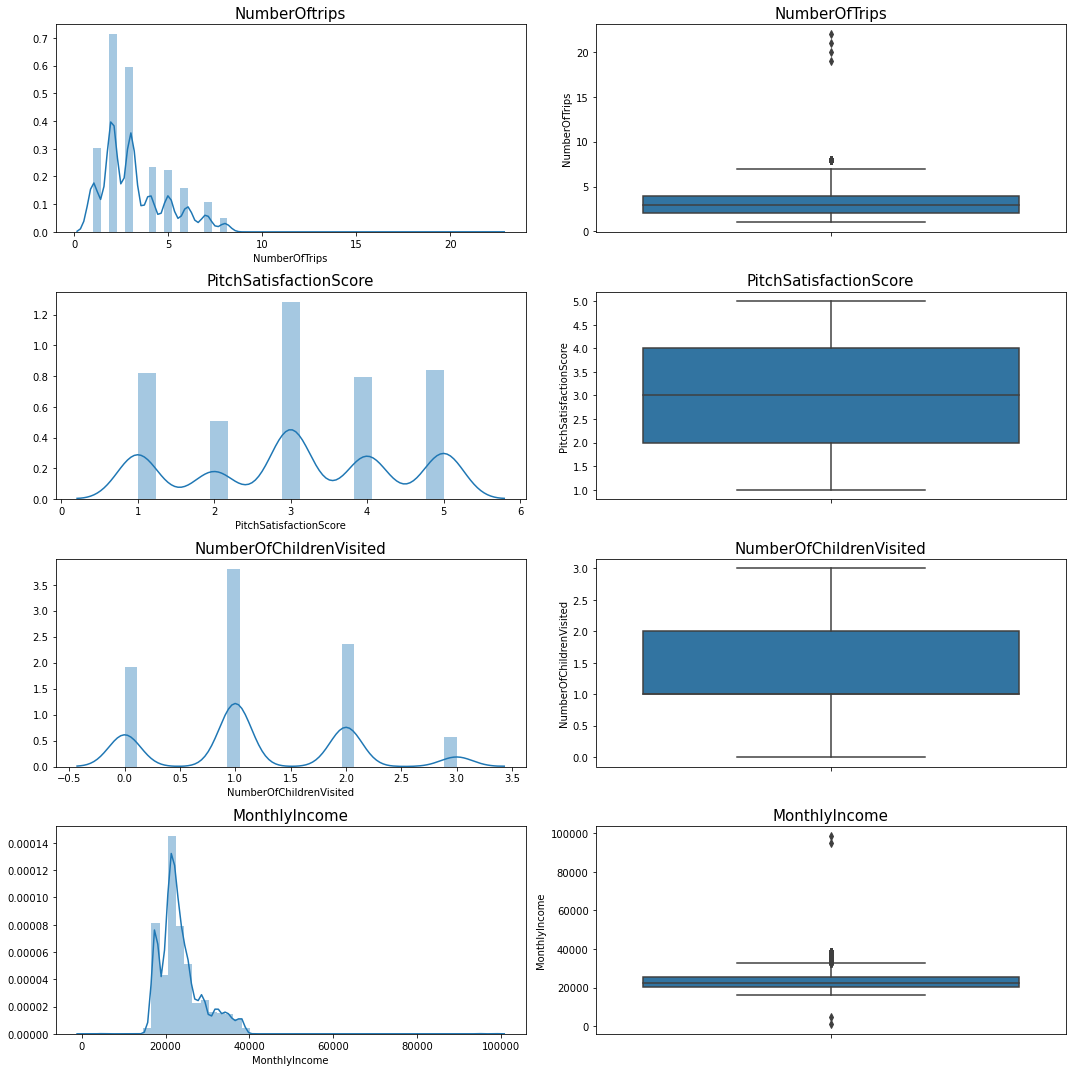 NumberOftrips
0.7
0.6
0.5
0.4
0.3
0.2
0.1
0.0
0 5 10 15 20
NumberOfTrips
NumberOfTrips
20
15
10
5
0
NumberOfTrips
PitchSatisfactionScore
1.2
1.0
0.8
0.6
0.4
0.2
0.0
0 1 2 3 4 5 6
PitchSatisfactionScore
PitchSatisfactionScore
5.0
4.5
4.0
3.5
3.0
2.5
2.0
1.5
1.0
PitchSatisfactionScore
NumberOfChildrenVisited
3.5
3.0
2.5
2.0
1.5
1.0
0.5
0.0
−0.5 0.0 0.5 1.0 1.5 2.0 2.5 3.0 3.5
NumberOfChildrenVisited
NumberOfChildrenVisited
3.0
2.5
2.0
1.5
1.0
0.5
0.0
NumberOfChildrenVisited
MonthlyIncome
0.00014
0.00012
0.00010
0.00008
0.00006
0.00004
0.00002
0.00000
0 20000 40000 60000 80000 100000
MonthlyIncome
MonthlyIncome
100000
80000
60000
40000
20000
0
MonthlyIncome